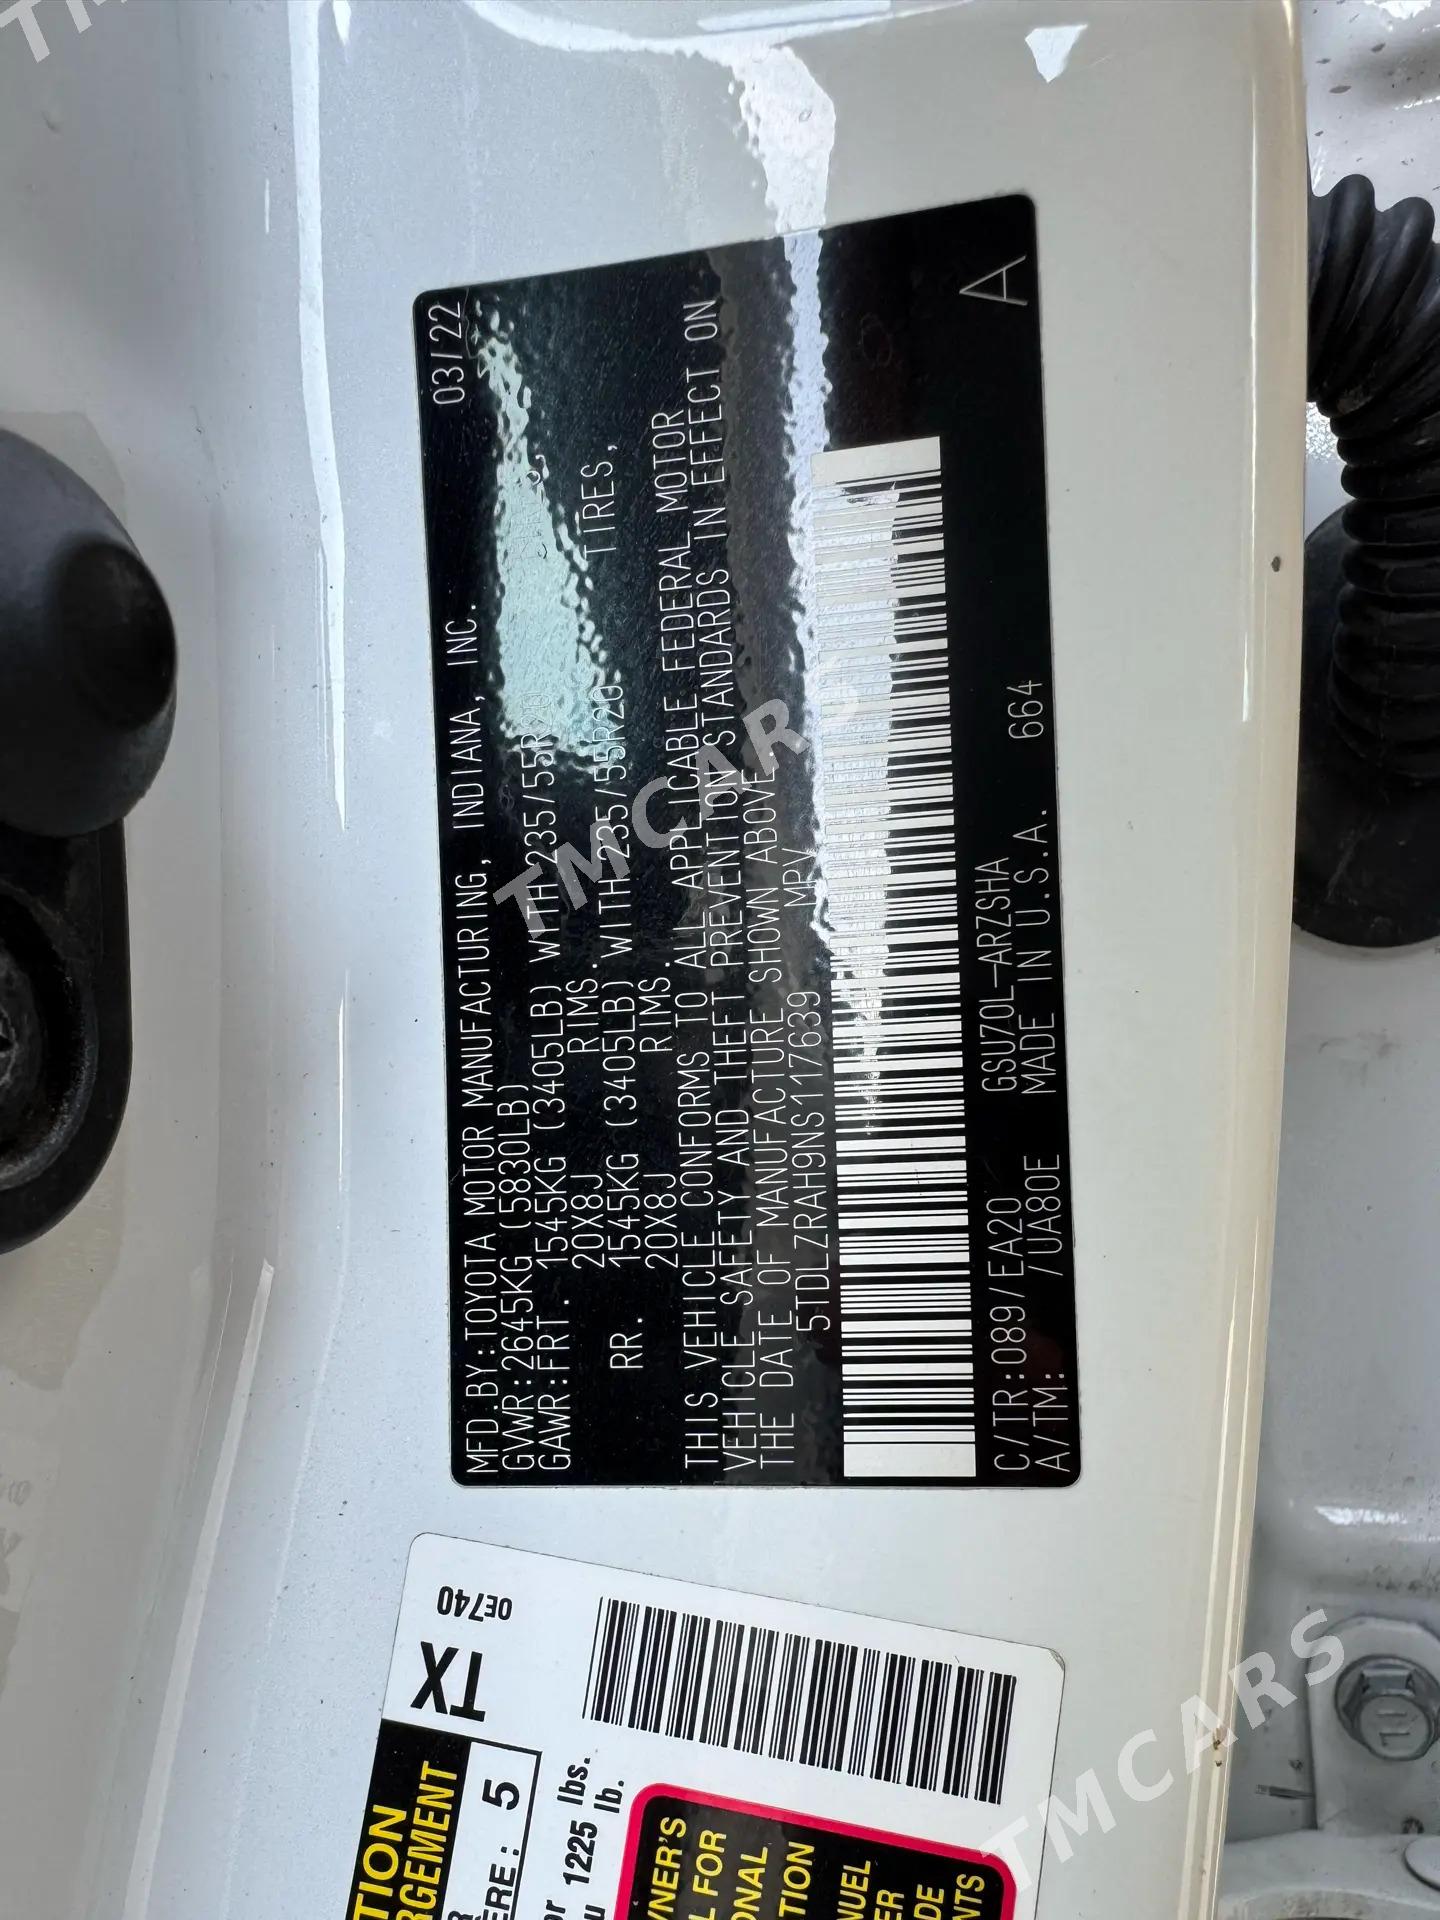 MFD.BY:TOYOTA MOTOR MANUFACTURING, INDIANA, INC. 03/22
GVWR:2645KG(5830LB)
GAWR:FRT. 1545KG (3405LB) WITH 235/55R20
20X8J RIMS.
RR. 1545KG (3405LB) WITH 235/55R20 TIRES,
20X8J RIMS.
THIS VEHICLE CONFORMS TO ALL APPLICABLE FEDERAL MOTOR
VEHICLE SAFETY AND THEFT PREVENTION STANDARDS IN EFFECT ON
THE DATE OF MANUFACTURE SHOWN ABOVE.
5TDLZRAH9NS117639 MPV
C/TR:089/EA20 GSU70L-ARZSHA
A/TM: /UA80E MADE IN U.S.A. 664
A
TX
0E740
5
1225 lbs.
lb.
TMCARS
TMCARS